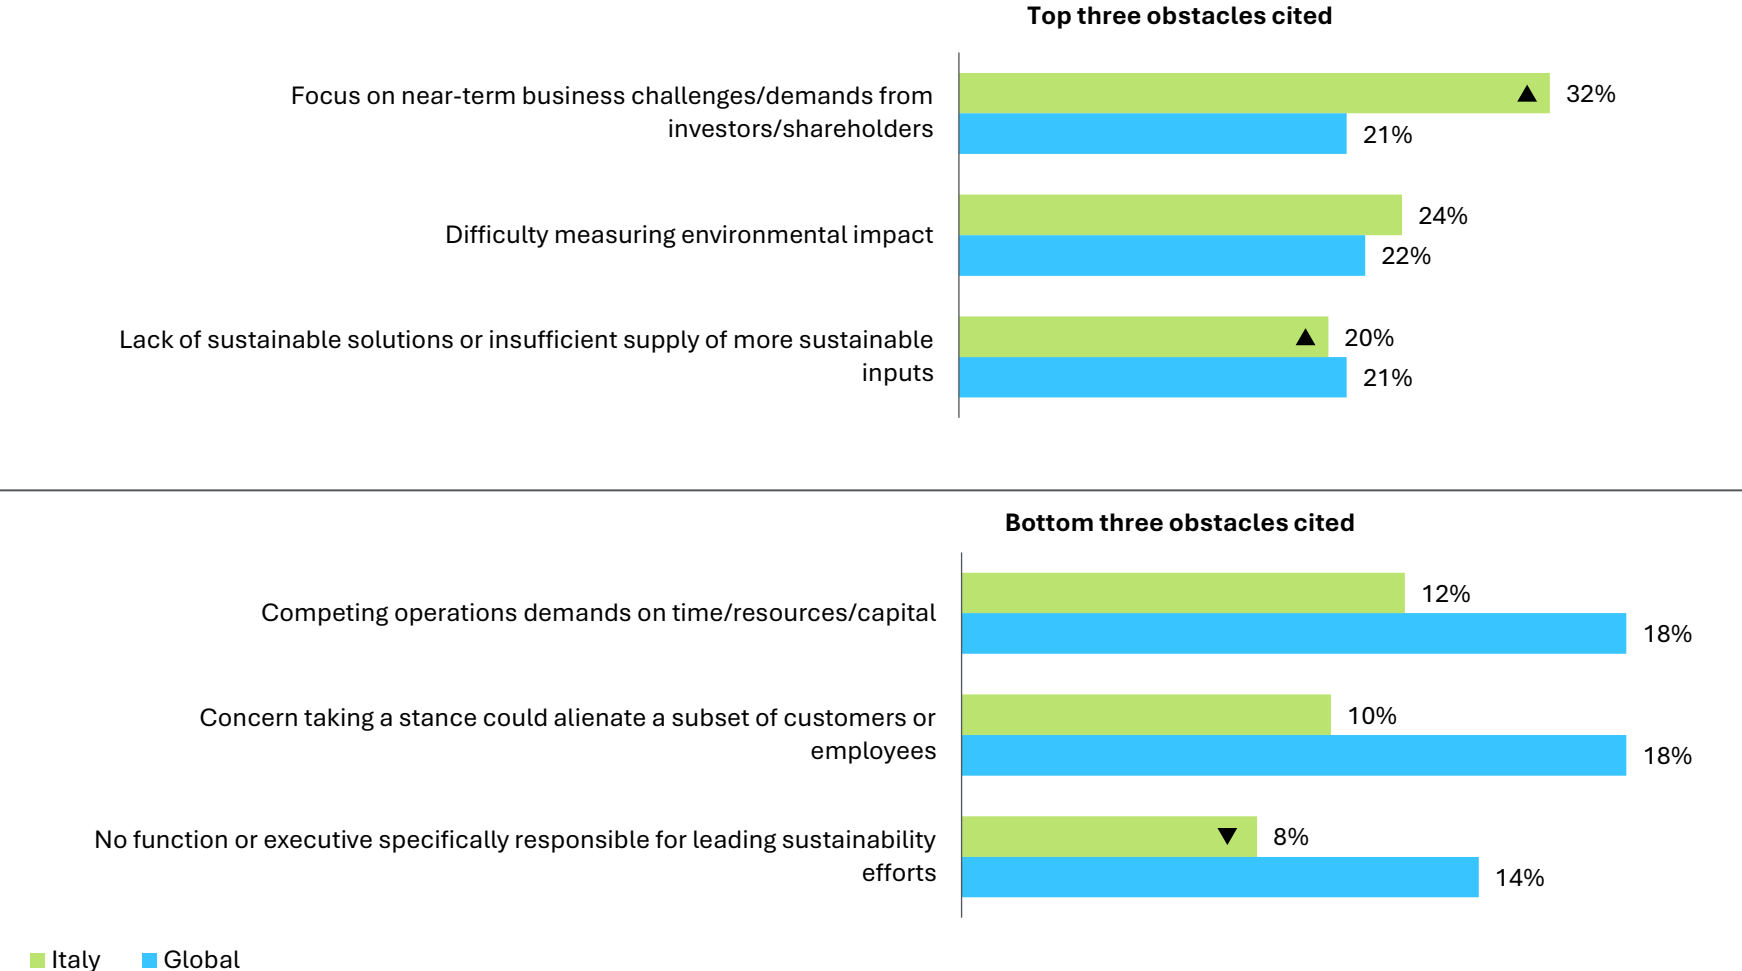 Top three obstacles cited
Focus on near-term business challenges/demands from
investors/shareholders
▲ 32%
21%
Difficulty measuring environmental impact
24%
22%
Lack of sustainable solutions or insufficient supply of more sustainable
inputs
▲ 20%
21%
Bottom three obstacles cited
Competing operations demands on time/resources/capital
12%
18%
Concern taking a stance could alienate a subset of customers or
employees
10%
18%
No function or executive specifically responsible for leading sustainability
efforts
▼ 8%
14%
Italy Global